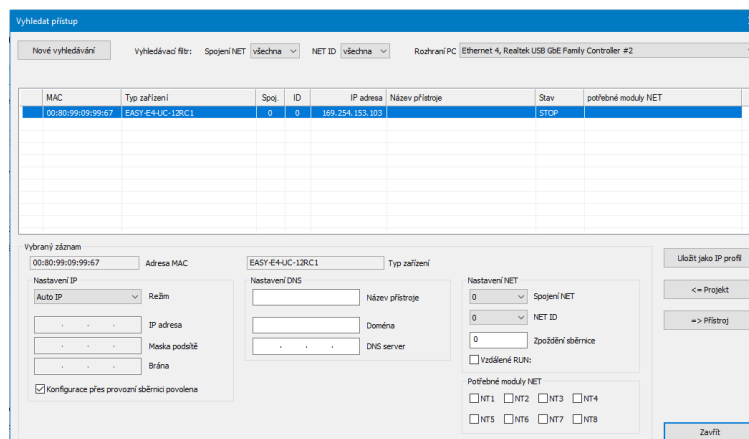 Vyhledat přístup
Nové vyhledávání Vyhledávací filtr: Spojení NET všechna NET ID všechna Rozhraní PC Ethernet 4, Realtek USB GbE Family Controller #2
MAC Typ zařízení Spoj. ID IP adresa Název přístroje Stav potřebné moduly NET
00:80:99:09:99:67 EASY-E4-UC-12RC1 0 0 169.254.153.103 STOP
Vybraný záznam
00:80:99:09:99:67 Adresa MAC EASY-E4-UC-12RC1 Typ zařízení Uložit jako IP profil
Nastavení IP Nastavení DNS Nastavení NET
Auto IP Režim Název přístroje 0 Spojení NET <= Projekt
IP adresa Doména 0 NET ID => Přístroj
Maska podsítě DNS server 0 Zpoždění sběrnice
Brána Vzdálené RUN:
Konfigurace přes provozní sběrnici povolena Potřebné moduly NET
NT1 NT2 NT3 NT4
NT5 NT6 NT7 NT8
Zavřít